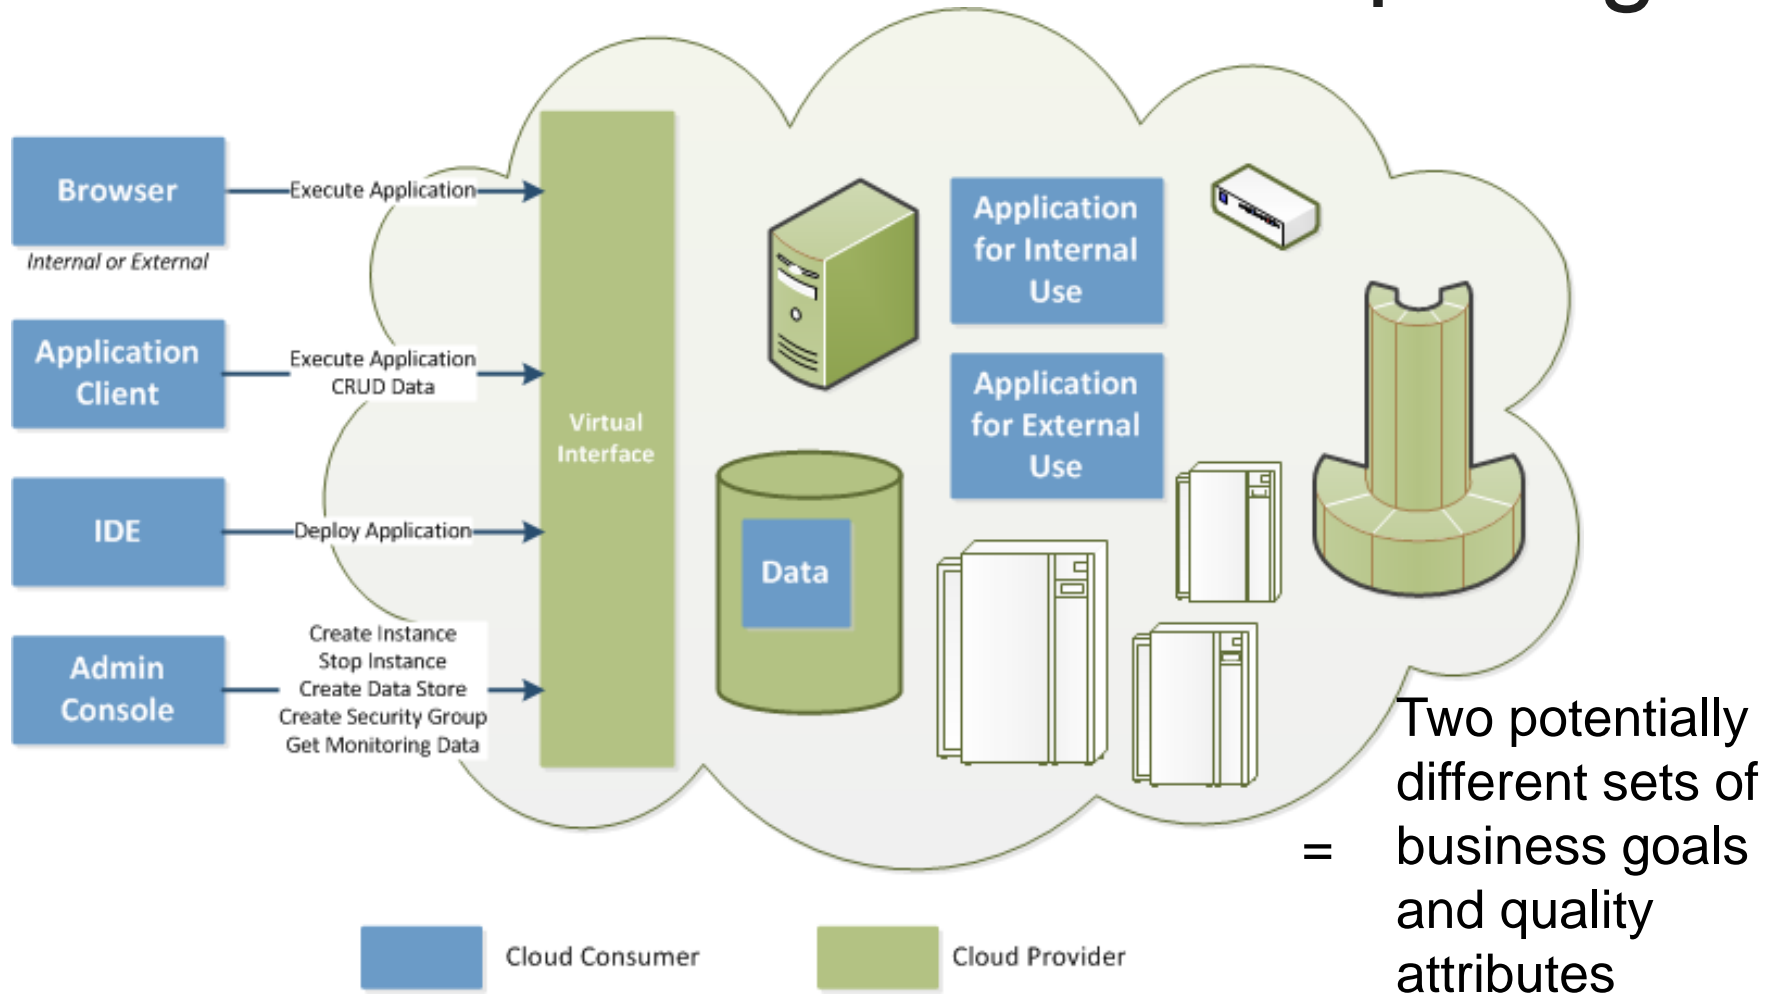 Browser
Internal or External
Execute Application
Application
Client
Execute Application
CRUD Data
IDE
Deploy Application
Admin
Console
Create Instance
Stop Instance
Create Data Store
Create Security Group
Get Monitoring Data
Virtual
Interface
Application
for Internal
Use
Application
for External
Use
Data
=
Two potentially
different sets of
business goals
and quality
attributes
Cloud Consumer
Cloud Provider